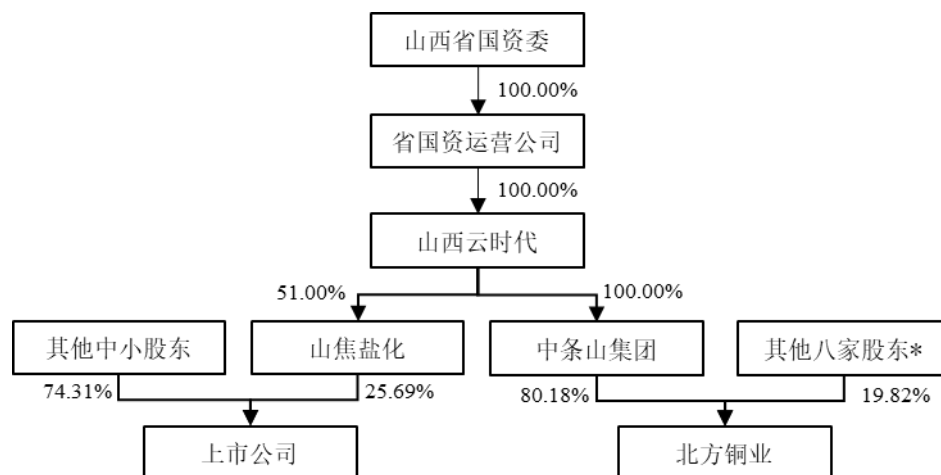 山西省国资委
100.00%
省国资运营公司
100.00%
山西云时代
51.00%
100.00%
其他中小股东
山焦盐化
中条山集团
其他八家股东*
74.31%
25.69%
80.18%
19.82%
上市公司
北方铜业